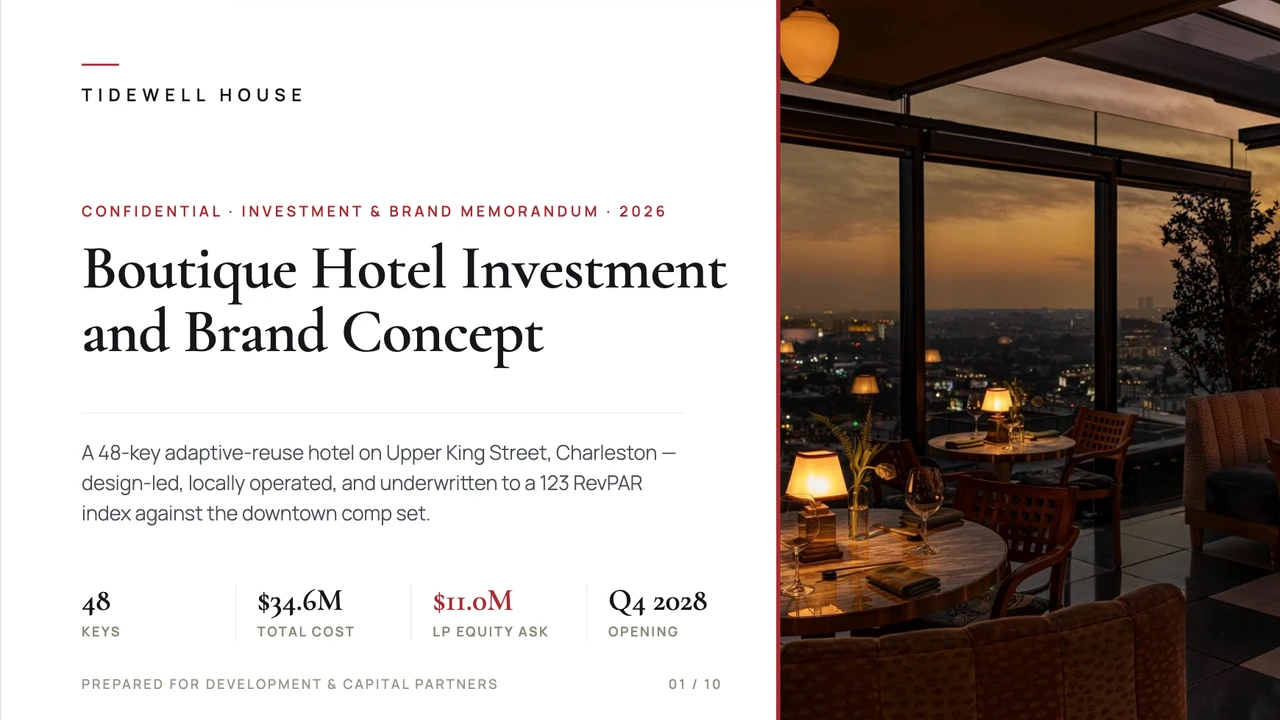 TIDEWELL HOUSE
CONFIDENTIAL · INVESTMENT & BRAND MEMORANDUM · 2026
Boutique Hotel Investment
and Brand Concept
A 48-key adaptive-reuse hotel on Upper King Street, Charleston —
design-led, locally operated, and underwritten to a 123 RevPAR
index against the downtown comp set.
48
KEYS
$34.6M
TOTAL COST
$11.0M
LP EQUITY ASK
Q4 2028
OPENING
PREPARED FOR DEVELOPMENT & CAPITAL PARTNERS
01 / 10